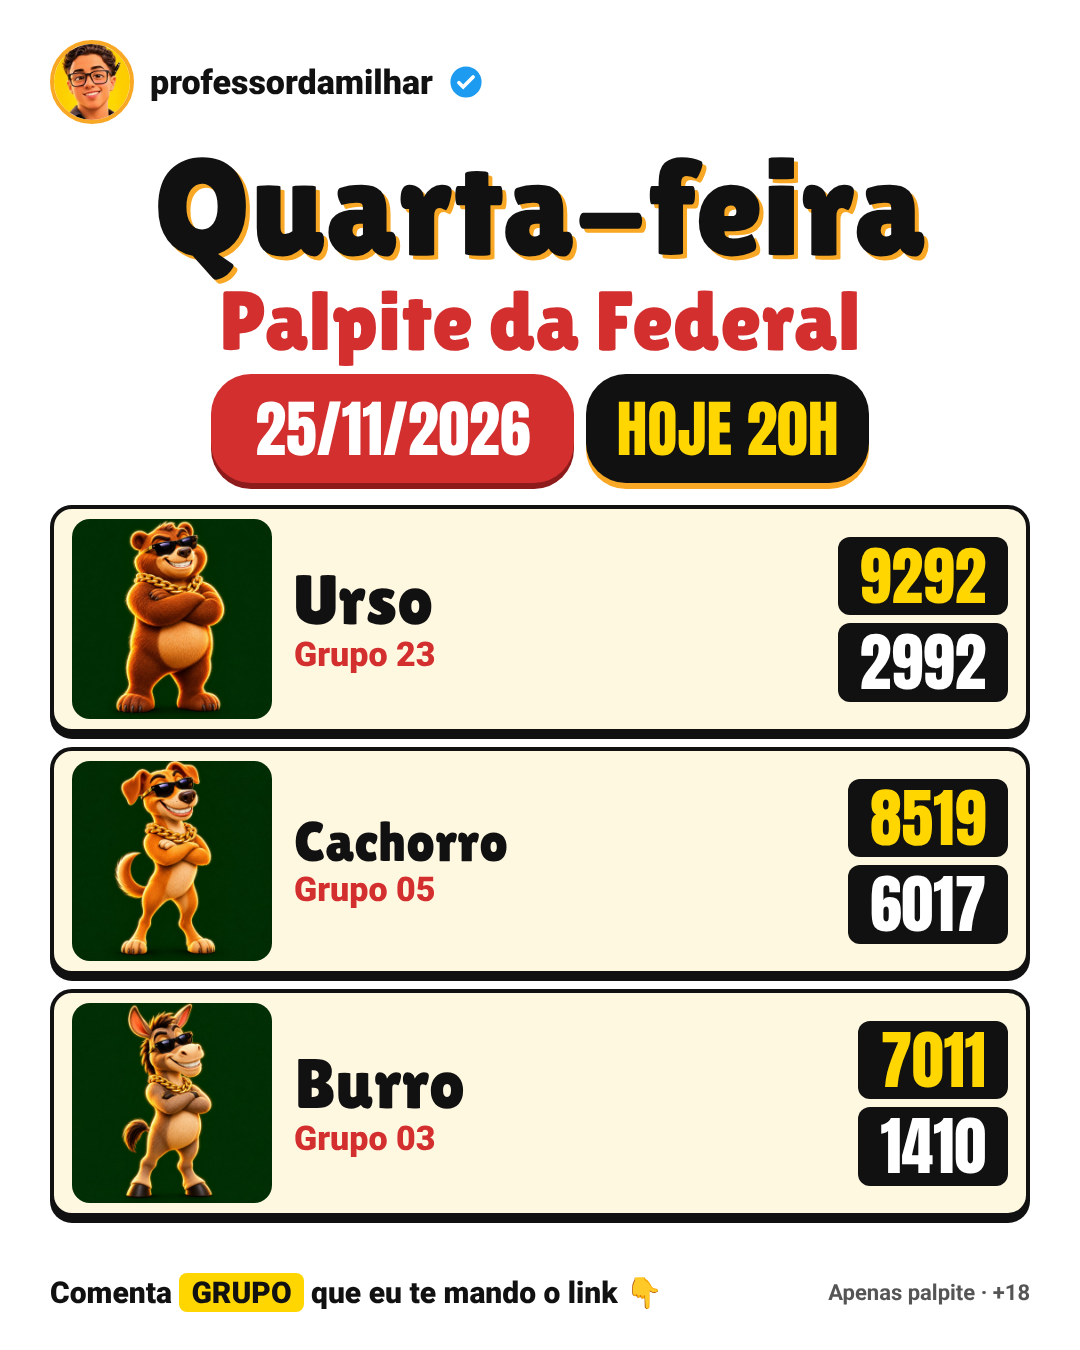 professordamilhar
Quarta-feira
Palpite da Federal
25/11/2026 HOJE 20H
Urso
Grupo 23
9292
2992
Cachorro
Grupo 05
8519
6017
Burro
Grupo 03
7011
1410
Comenta GRUPO que eu te mando o link 👇
Apenas palpite · +18